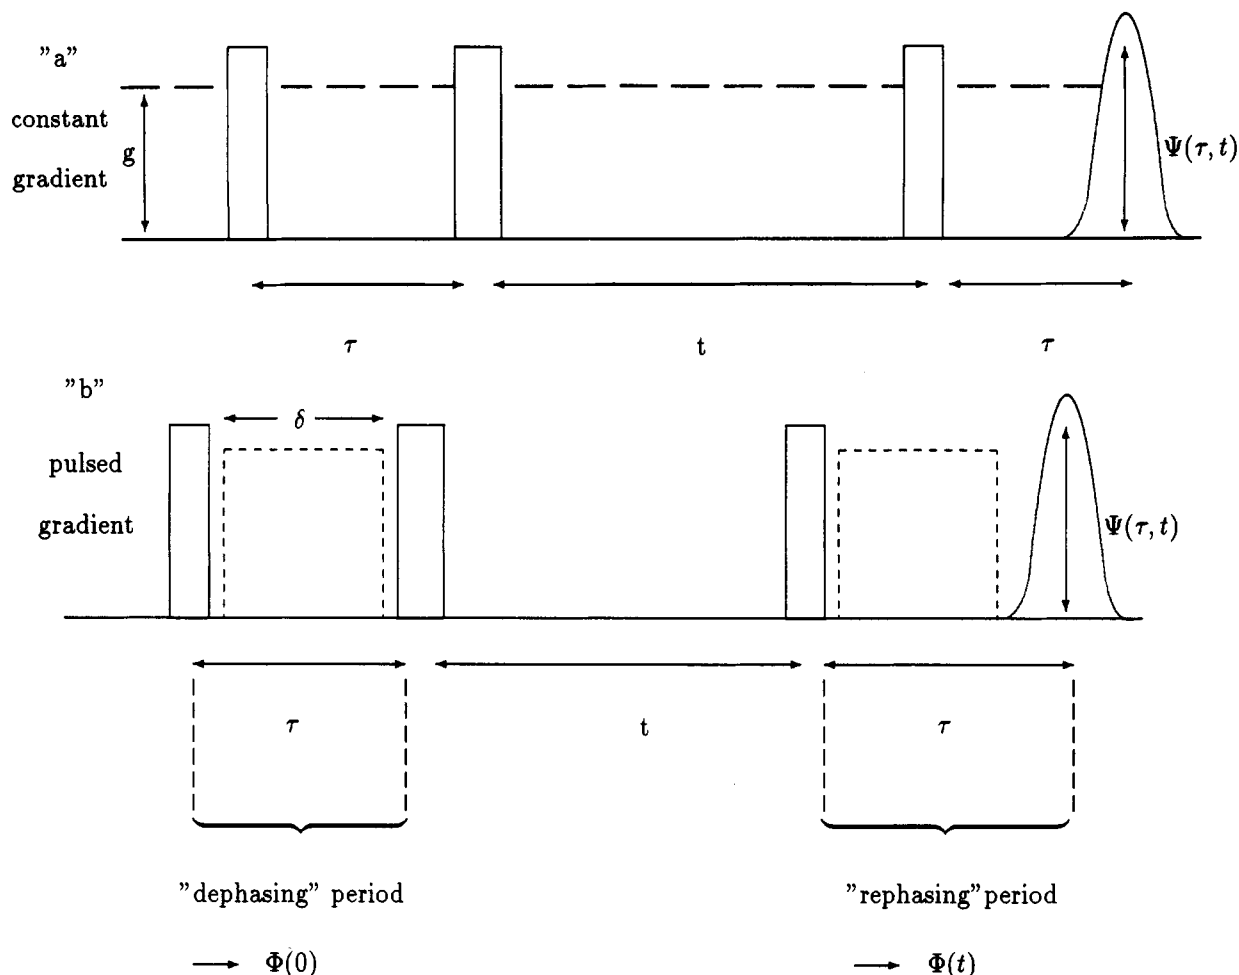 "a"
constant
g
gradient
Ψ(τ, t)
τ
t
τ
"b"
δ
pulsed
gradient
Ψ(τ, t)
τ
t
τ
"dephasing" period
"rephasing"period
Φ(0)
Φ(t)